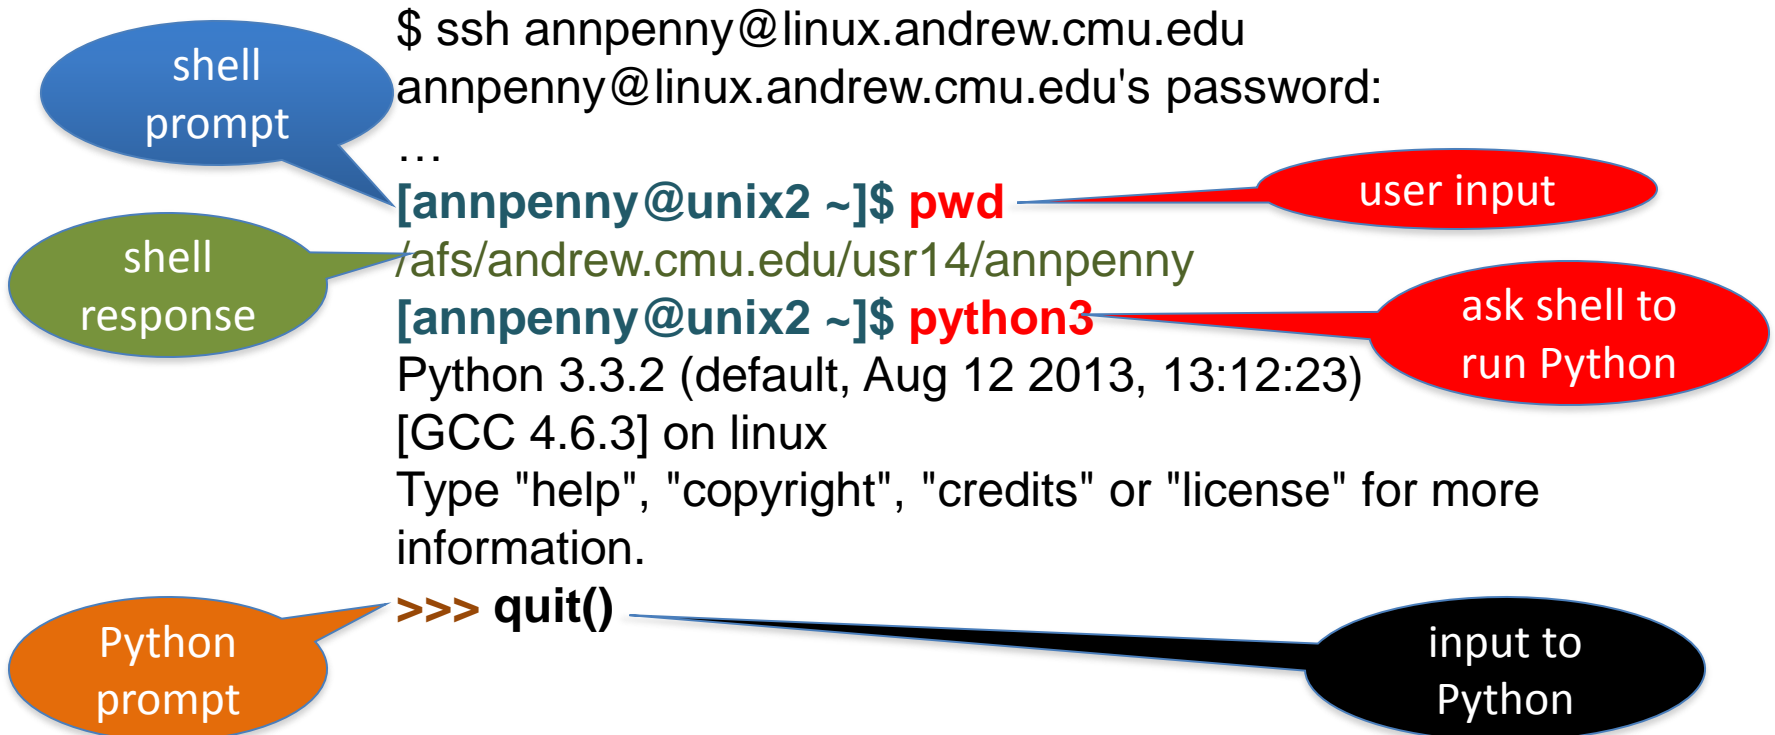 $ ssh annpenny@linux.andrew.cmu.edu
annpenny@linux.andrew.cmu.edu's password:
…
[annpenny@unix2 ~]$ pwd
/afs/andrew.cmu.edu/usr14/annpenny
[annpenny@unix2 ~]$ python3
Python 3.3.2 (default, Aug 12 2013, 13:12:23)
[GCC 4.6.3] on linux
Type "help", "copyright", "credits" or "license" for more
information.
>>> quit()
shell
prompt
user input
shell
response
ask shell to
run Python
Python
prompt
input to
Python